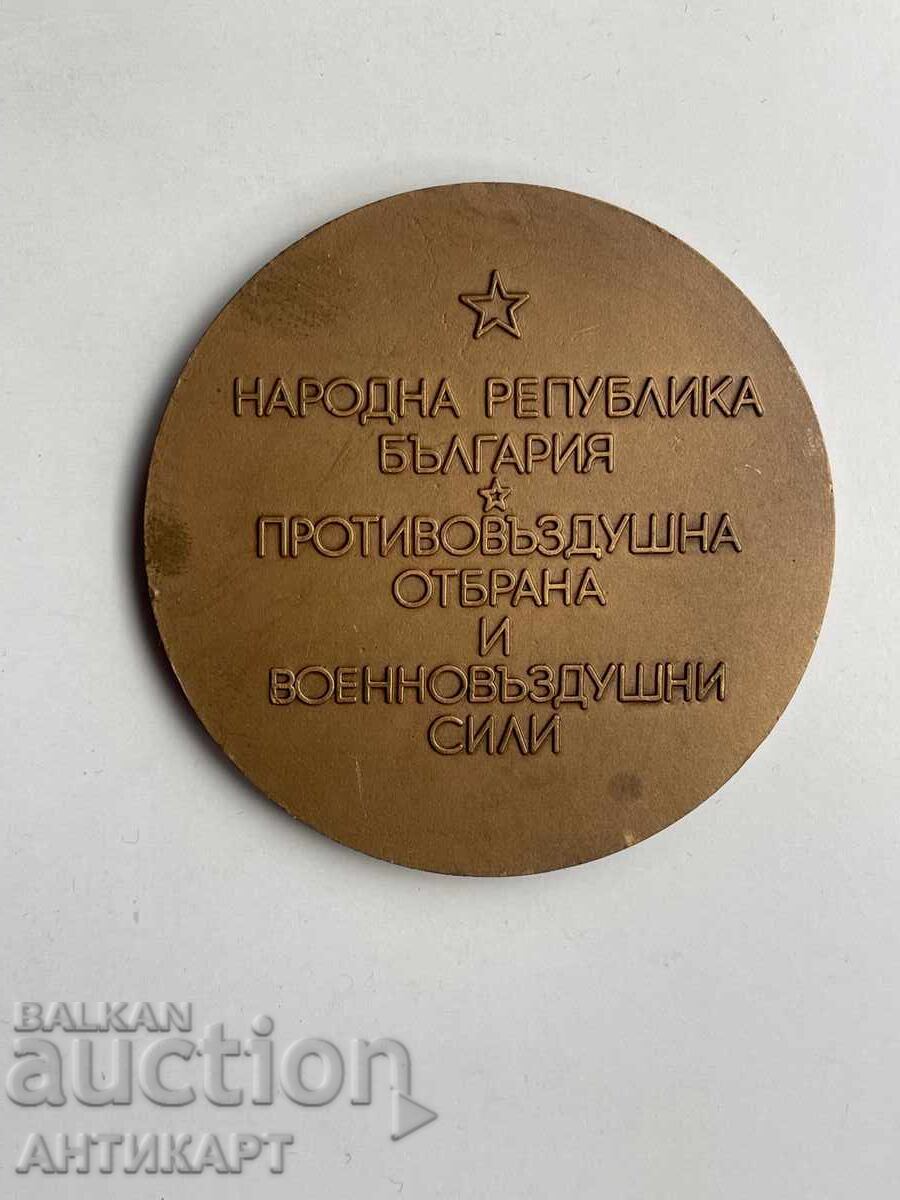 НАРОДНА РЕПУБЛИКА
БЪЛГАРИЯ
ПРОТИВОВЪЗДУШНА
ОТБРАНА
И
ВОЕННОВЪЗДУШНИ
СИЛИ
BALKAN
auction
АНТИКАРТ